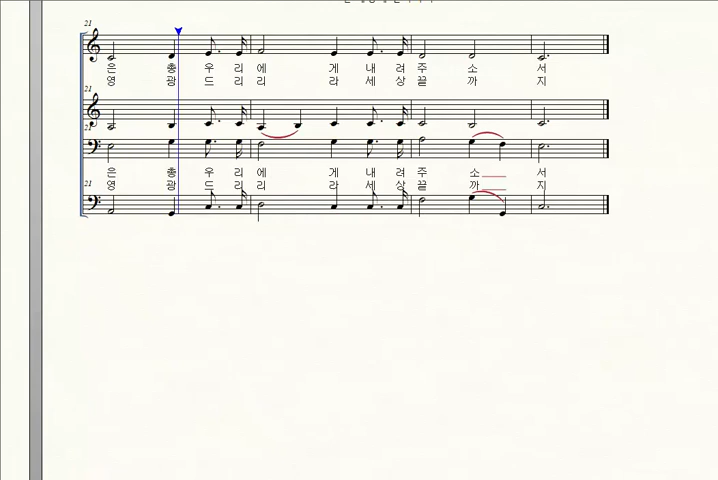 21
은 총 우 리 에 게 내 려 주 소 서
영 광 드 리 리 라 세 상 끝 까 지
21
21
은 총 우 리 에 게 내 려 주 소 서
영 광 드 리 리 라 세 상 끝 까 지
21